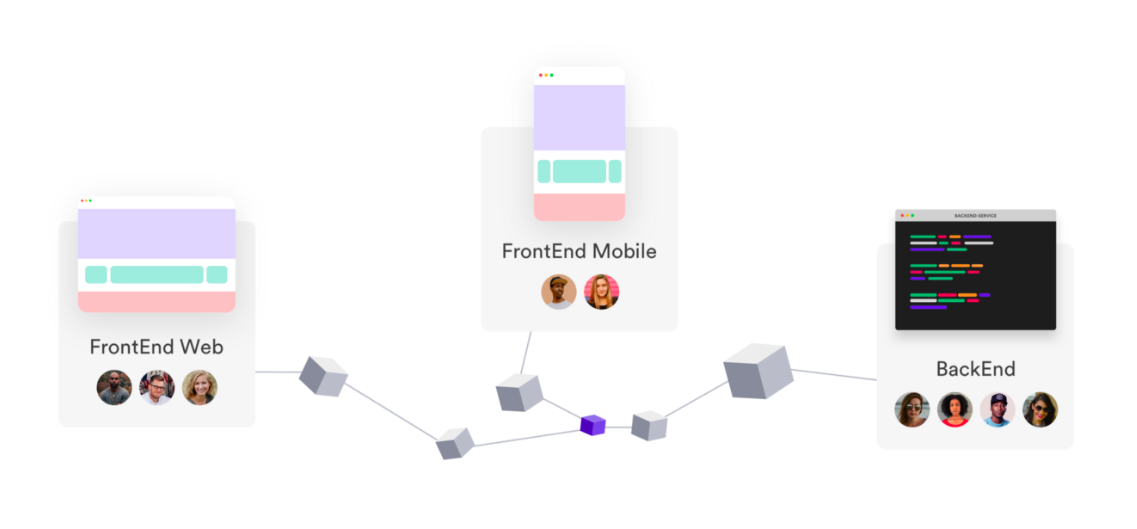 FrontEnd Mobile
BACKEND-SERVICE
FrontEnd Web
BackEnd